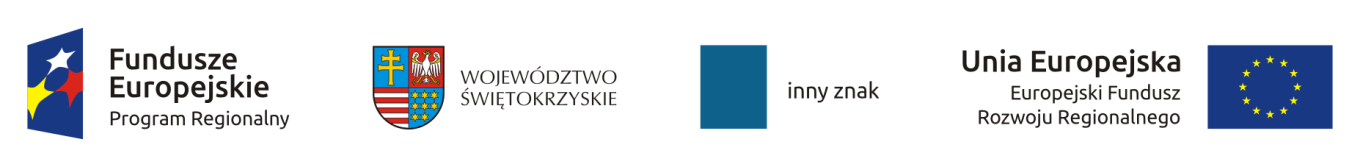 Fundusze
Europejskie
Program Regionalny
WOJEWÓDZTWO
ŚWIĘTOKRZYSKIE
inny znak
Unia Europejska
Europejski Fundusz
Rozwoju Regionalnego